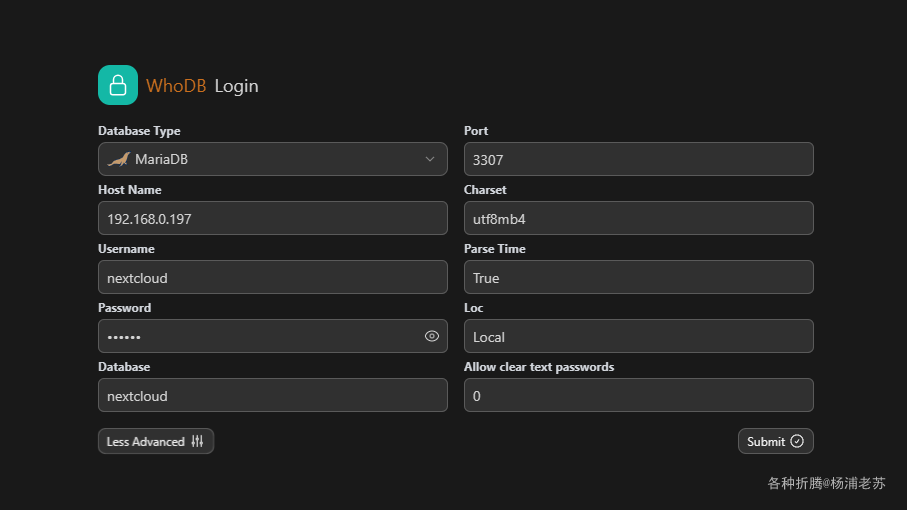 WhoDB Login
Database Type
MariaDB
Host Name
192.168.0.197
Username
nextcloud
Password
••••••
Database
nextcloud
Less Advanced
Port
3307
Charset
utf8mb4
Parse Time
True
Loc
Local
Allow clear text passwords
0
Submit
各种折腾@杨浦老苏